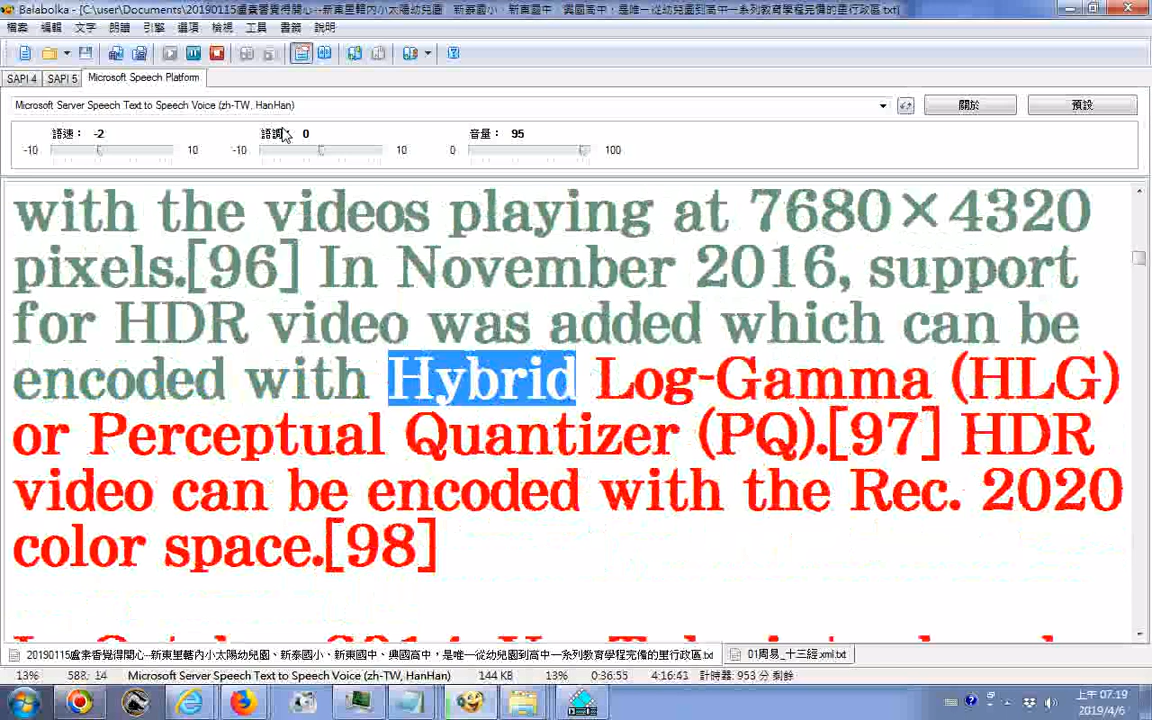 Balabolka - [C:\user\Documents\20190115盧素香覺得開心--新東里轄內小太陽幼兒園、新泰國小、新東國中、興國高中，是唯一從幼兒園到高中一系列教育學程完備的里行政區.txt]
檔案 編輯 文字 朗讀 引擎 選項 檢視 工具 書籤 說明
SAPI 4 SAPI 5 Microsoft Speech Platform
Microsoft Server Speech Text to Speech Voice (zh-TW, HanHan) 關於 預設
語速： -2 語調： 0 音量： 95
-10 10 -10 10 0 100
with the videos playing at 7680×4320
pixels.[96] In November 2016, support
for HDR video was added which can be
encoded with Hybrid Log-Gamma (HLG)
or Perceptual Quantizer (PQ).[97] HDR
video can be encoded with the Rec. 2020
color space.[98]
20190115盧素香覺得開心--新東里轄內小太陽幼兒園、新泰國小、新東國中、興國高中，是唯一從幼兒園到高中一系列教育學程完備的里行政區.txt 01周易_十三經.xml.txt
13% 588: 14 Microsoft Server Speech Text to Speech Voice (zh-TW, HanHan) 144 KB 13% 0:36:55 4:16:41 計時器: 953 分 剩餘
上午 07:19
2019/4/6